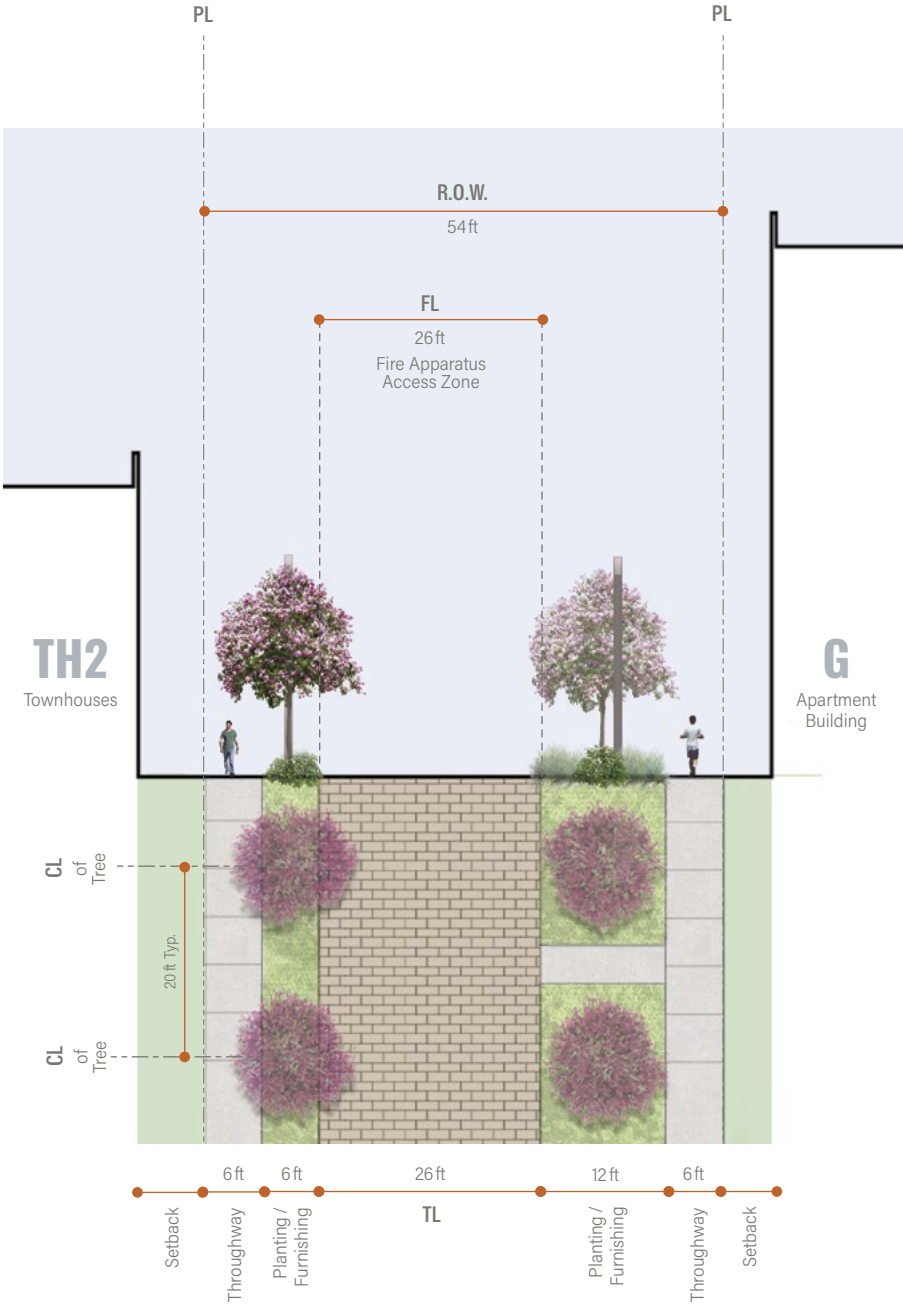 PL
PL
R.O.W.
54 ft
FL
26 ft
Fire Apparatus
Access Zone
TH2
Townhouses
G
Apartment
Building
CL
of
Tree
20 ft Typ.
CL
of
Tree
6 ft
6 ft
26 ft
12 ft
6 ft
Setback
Throughway
Planting /
Furnishing
TL
Planting /
Furnishing
Throughway
Setback